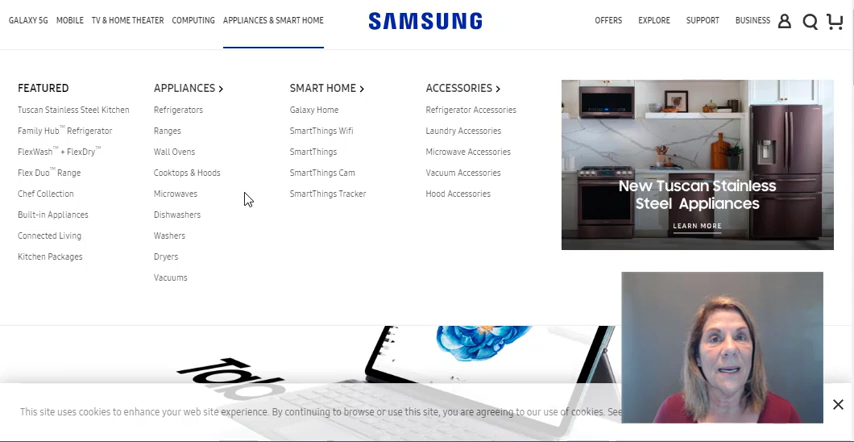 GALAXY 5G MOBILE TV & HOME THEATER COMPUTING APPLIANCES & SMART HOME SAMSUNG OFFERS EXPLORE SUPPORT BUSINESS
FEATURED
Tuscan Stainless Steel Kitchen
Family Hub™ Refrigerator
FlexWash™ + FlexDry™
Flex Duo™ Range
Chef Collection
Built-in Appliances
Connected Living
Kitchen Packages
APPLIANCES >
Refrigerators
Ranges
Wall Ovens
Cooktops & Hoods
Microwaves
Dishwashers
Washers
Dryers
Vacuums
SMART HOME >
Galaxy Home
SmartThings Wifi
SmartThings
SmartThings Cam
SmartThings Tracker
ACCESSORIES >
Refrigerator Accessories
Laundry Accessories
Microwave Accessories
Vacuum Accessories
Hood Accessories
New Tuscan Stainless
Steel Appliances
LEARN MORE
This site uses cookies to enhance your web site experience. By continuing to browse or use this site, you are agreeing to our use of cookies. See